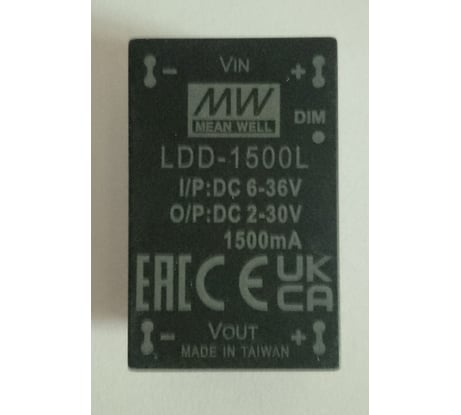 VIN
- +
MW
MEAN WELL
DIM
LDD-1500L
I/P:DC 6-36V
O/P:DC 2-30V
1500mA
EAC CE UK
CA
- +
VOUT
MADE IN TAIWAN